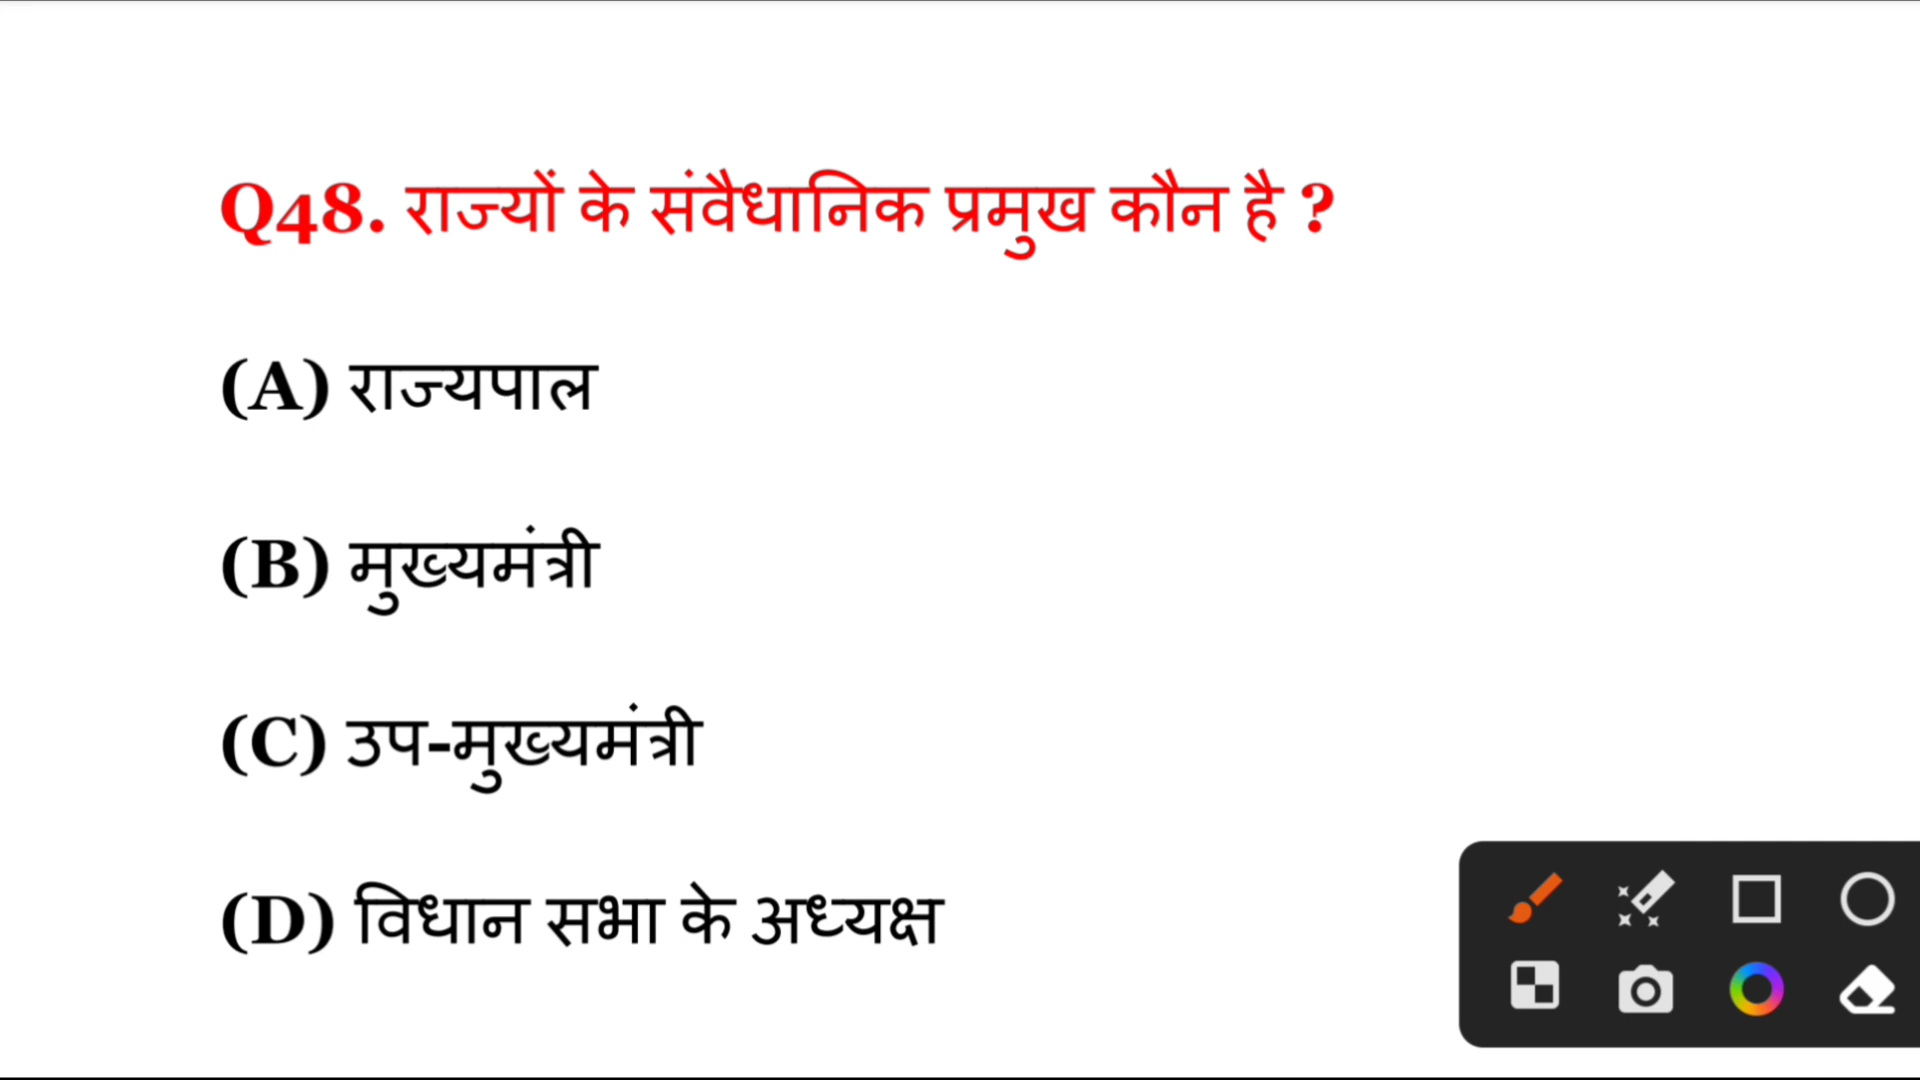 Q48. राज्यों के संवैधानिक प्रमुख कौन है ?
(A) राज्यपाल
(B) मुख्यमंत्री
(C) उप-मुख्यमंत्री
(D) विधान सभा के अध्यक्ष